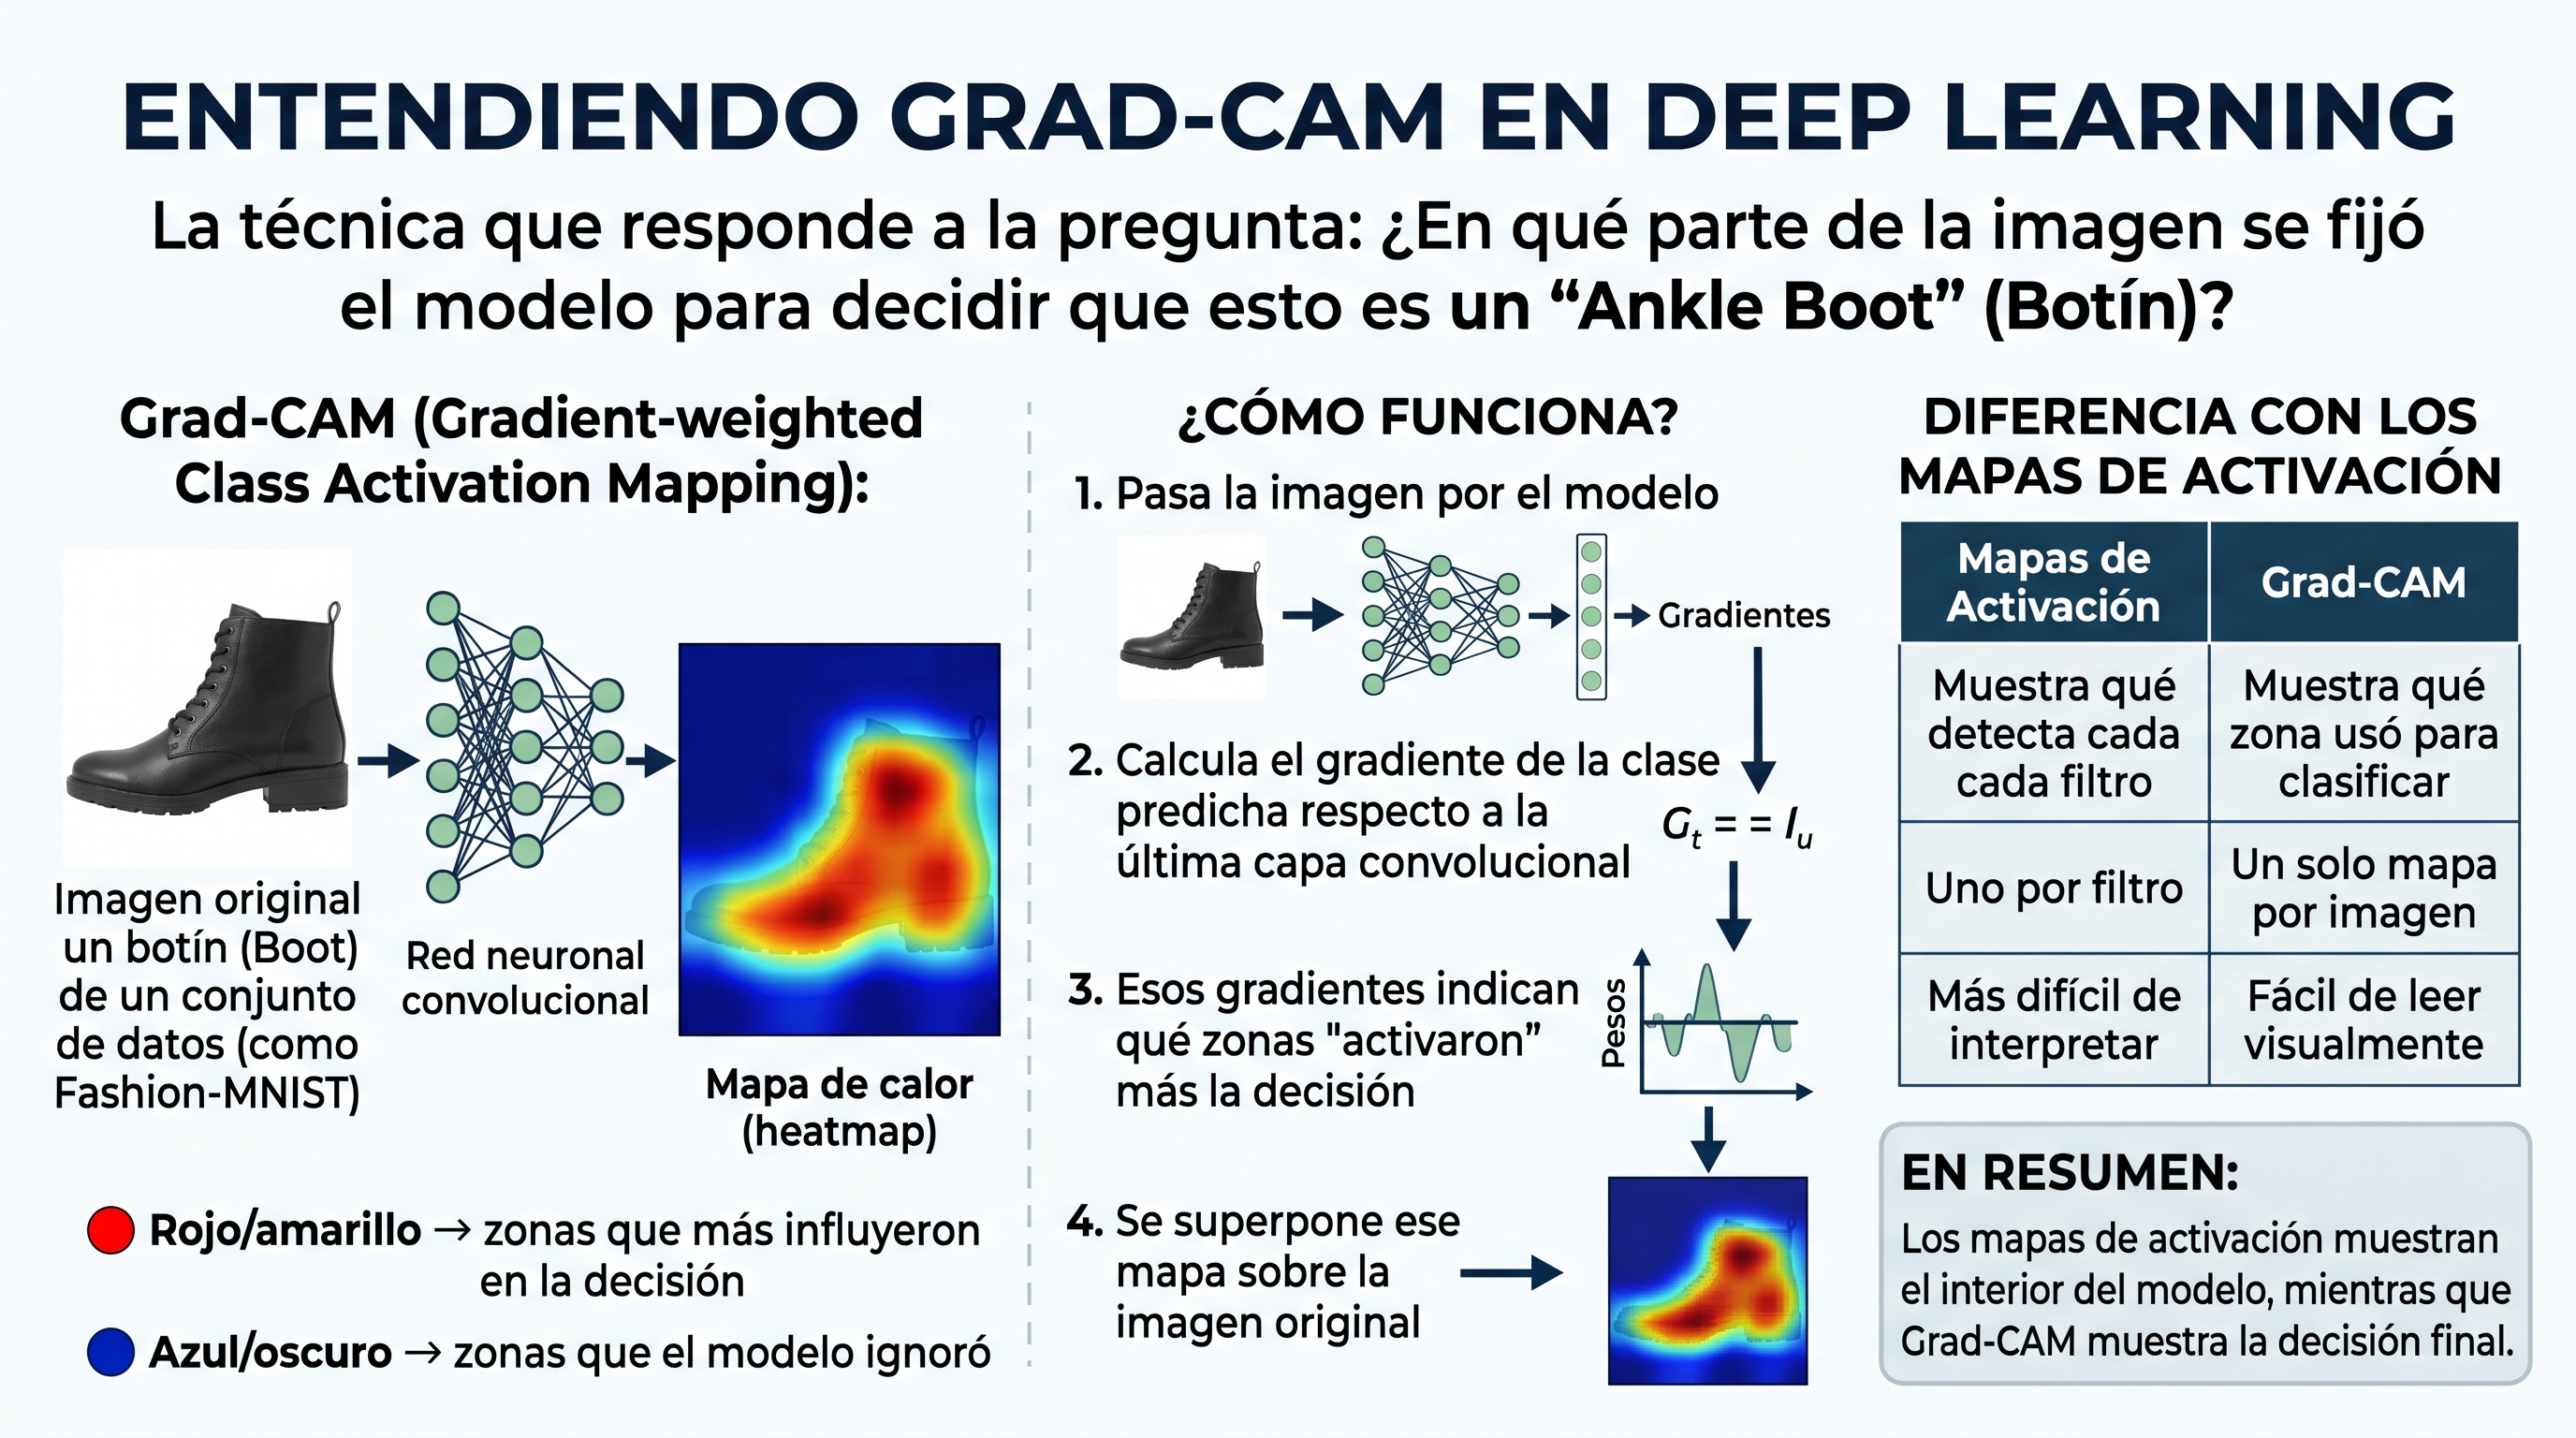 ENTENDIENDO GRAD-CAM EN DEEP LEARNING
La técnica que responde a la pregunta: ¿En qué parte de la imagen se fijó
el modelo para decidir que esto es un “Ankle Boot” (Botín)?
Grad-CAM (Gradient-weighted
Class Activation Mapping):
Imagen original
un botín (Boot)
de un conjunto
de datos (como
Fashion-MNIST)
Red neuronal
convolucional
Mapa de calor
(heatmap)
Rojo/amarillo → zonas que más influyeron
en la decisión
Azul/oscuro → zonas que el modelo ignoró
¿CÓMO FUNCIONA?
1. Pasa la imagen por el modelo
Gradientes
2. Calcula el gradiente de la clase
predicha respecto a la
última capa convolucional
G_t = = I_u
3. Esos gradientes indican
qué zonas "activaron”
más la decisión
Pesos
4. Se superpone ese
mapa sobre la
imagen original
DIFERENCIA CON LOS
MAPAS DE ACTIVACIÓN
Mapas de
Activación
Grad-CAM
Muestra qué
detecta cada
cada filtro
Muestra qué
zona usó para
clasificar
Uno por filtro
Un solo mapa
por imagen
Más difícil de
interpretar
Fácil de leer
visualmente
EN RESUMEN:
Los mapas de activación muestran
el interior del modelo, mientras que
Grad-CAM muestra la decisión final.